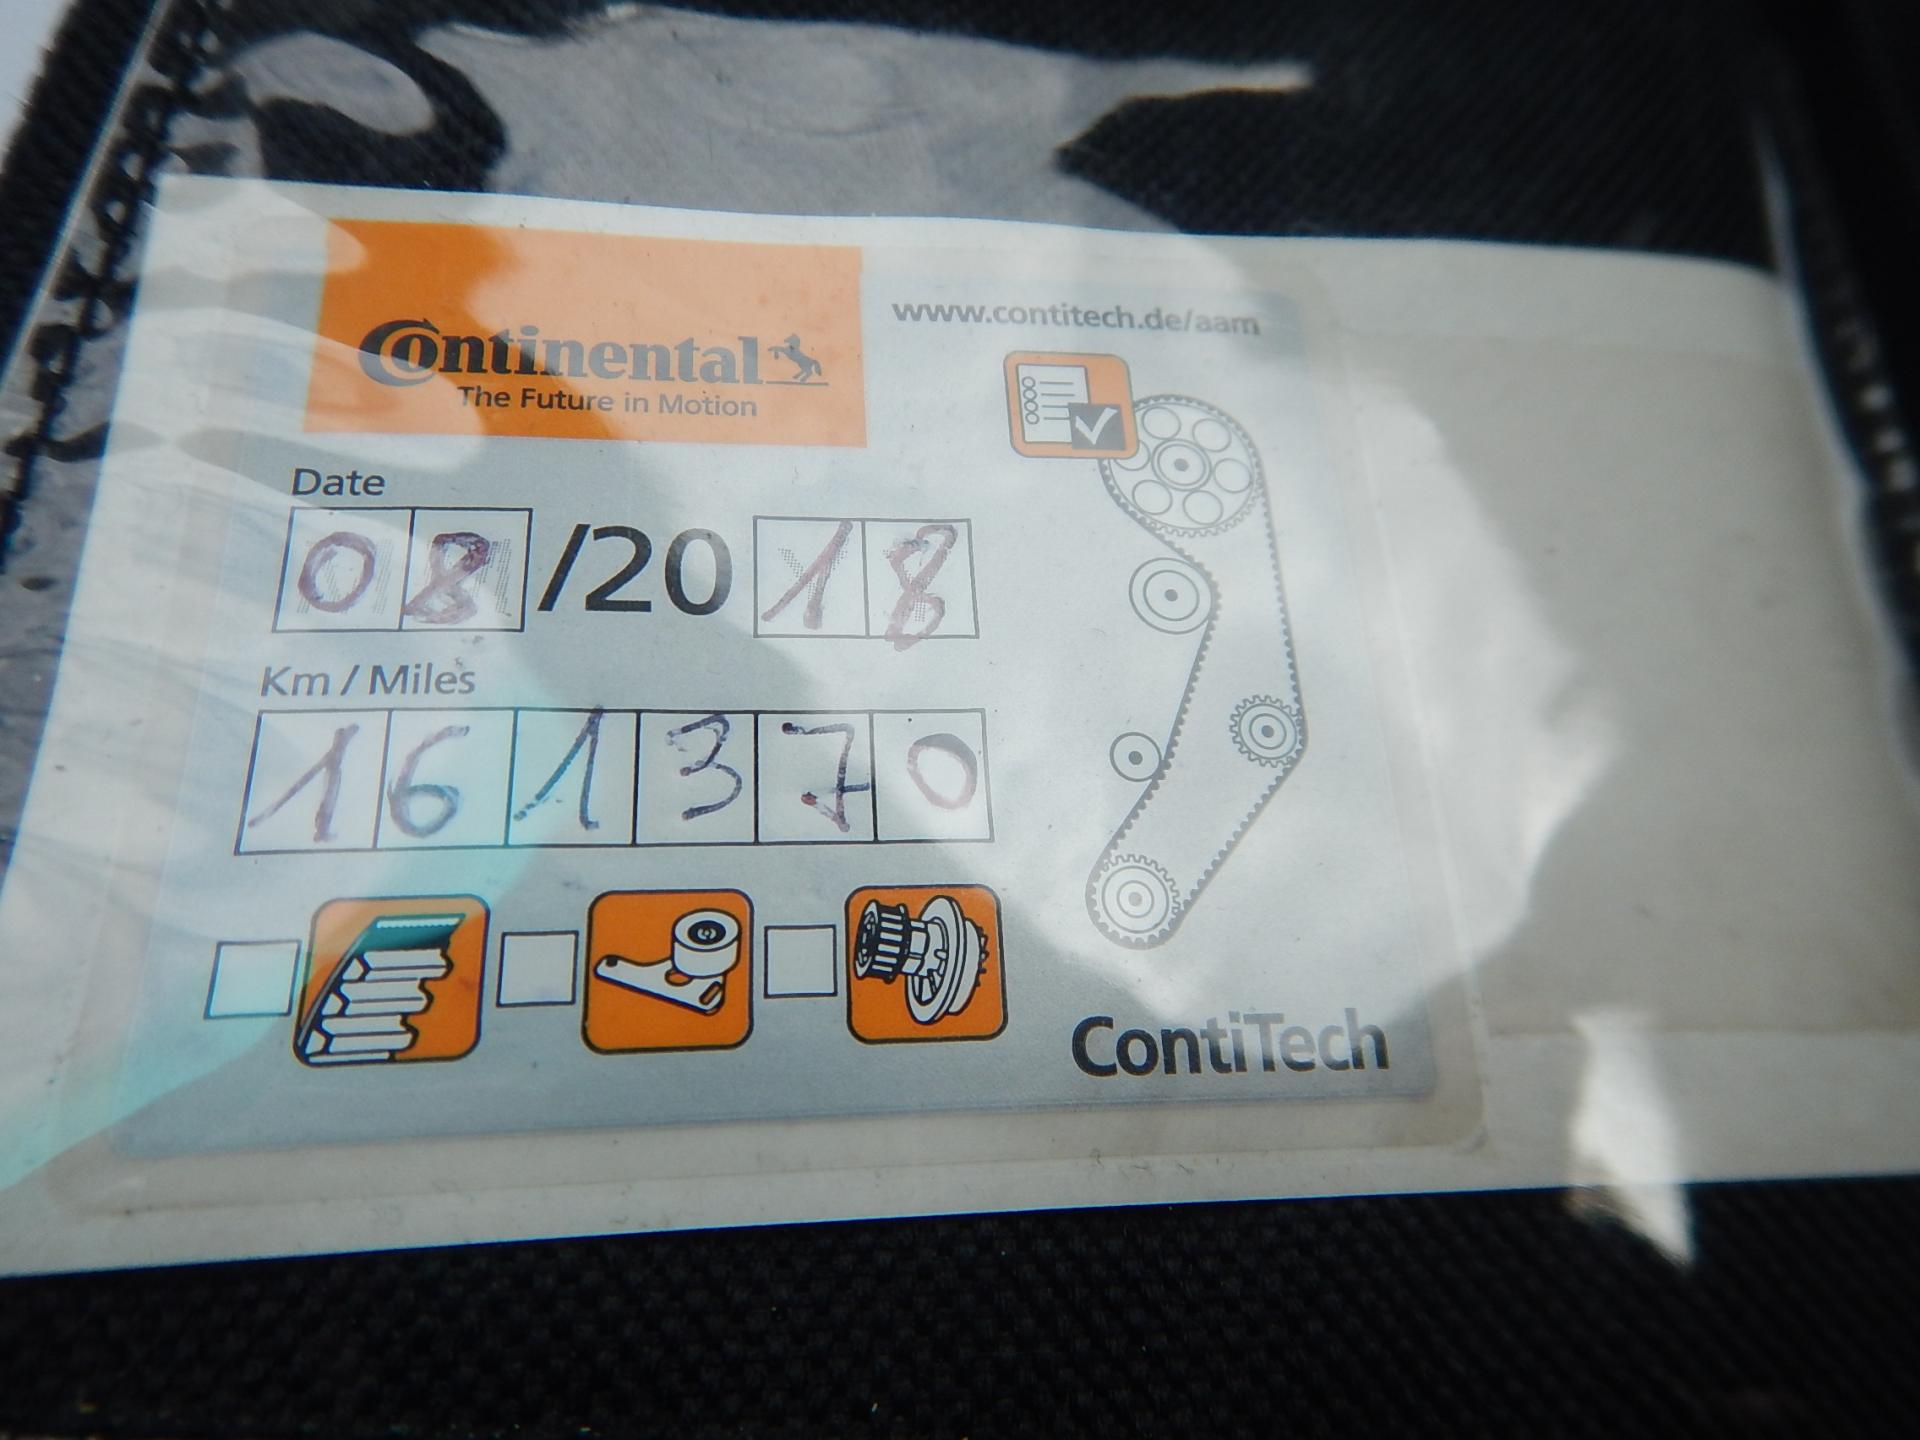 Continental
The Future in Motion
www.contitech.de/aam
Date
08/2018
Km / Miles
161370
ContiTech